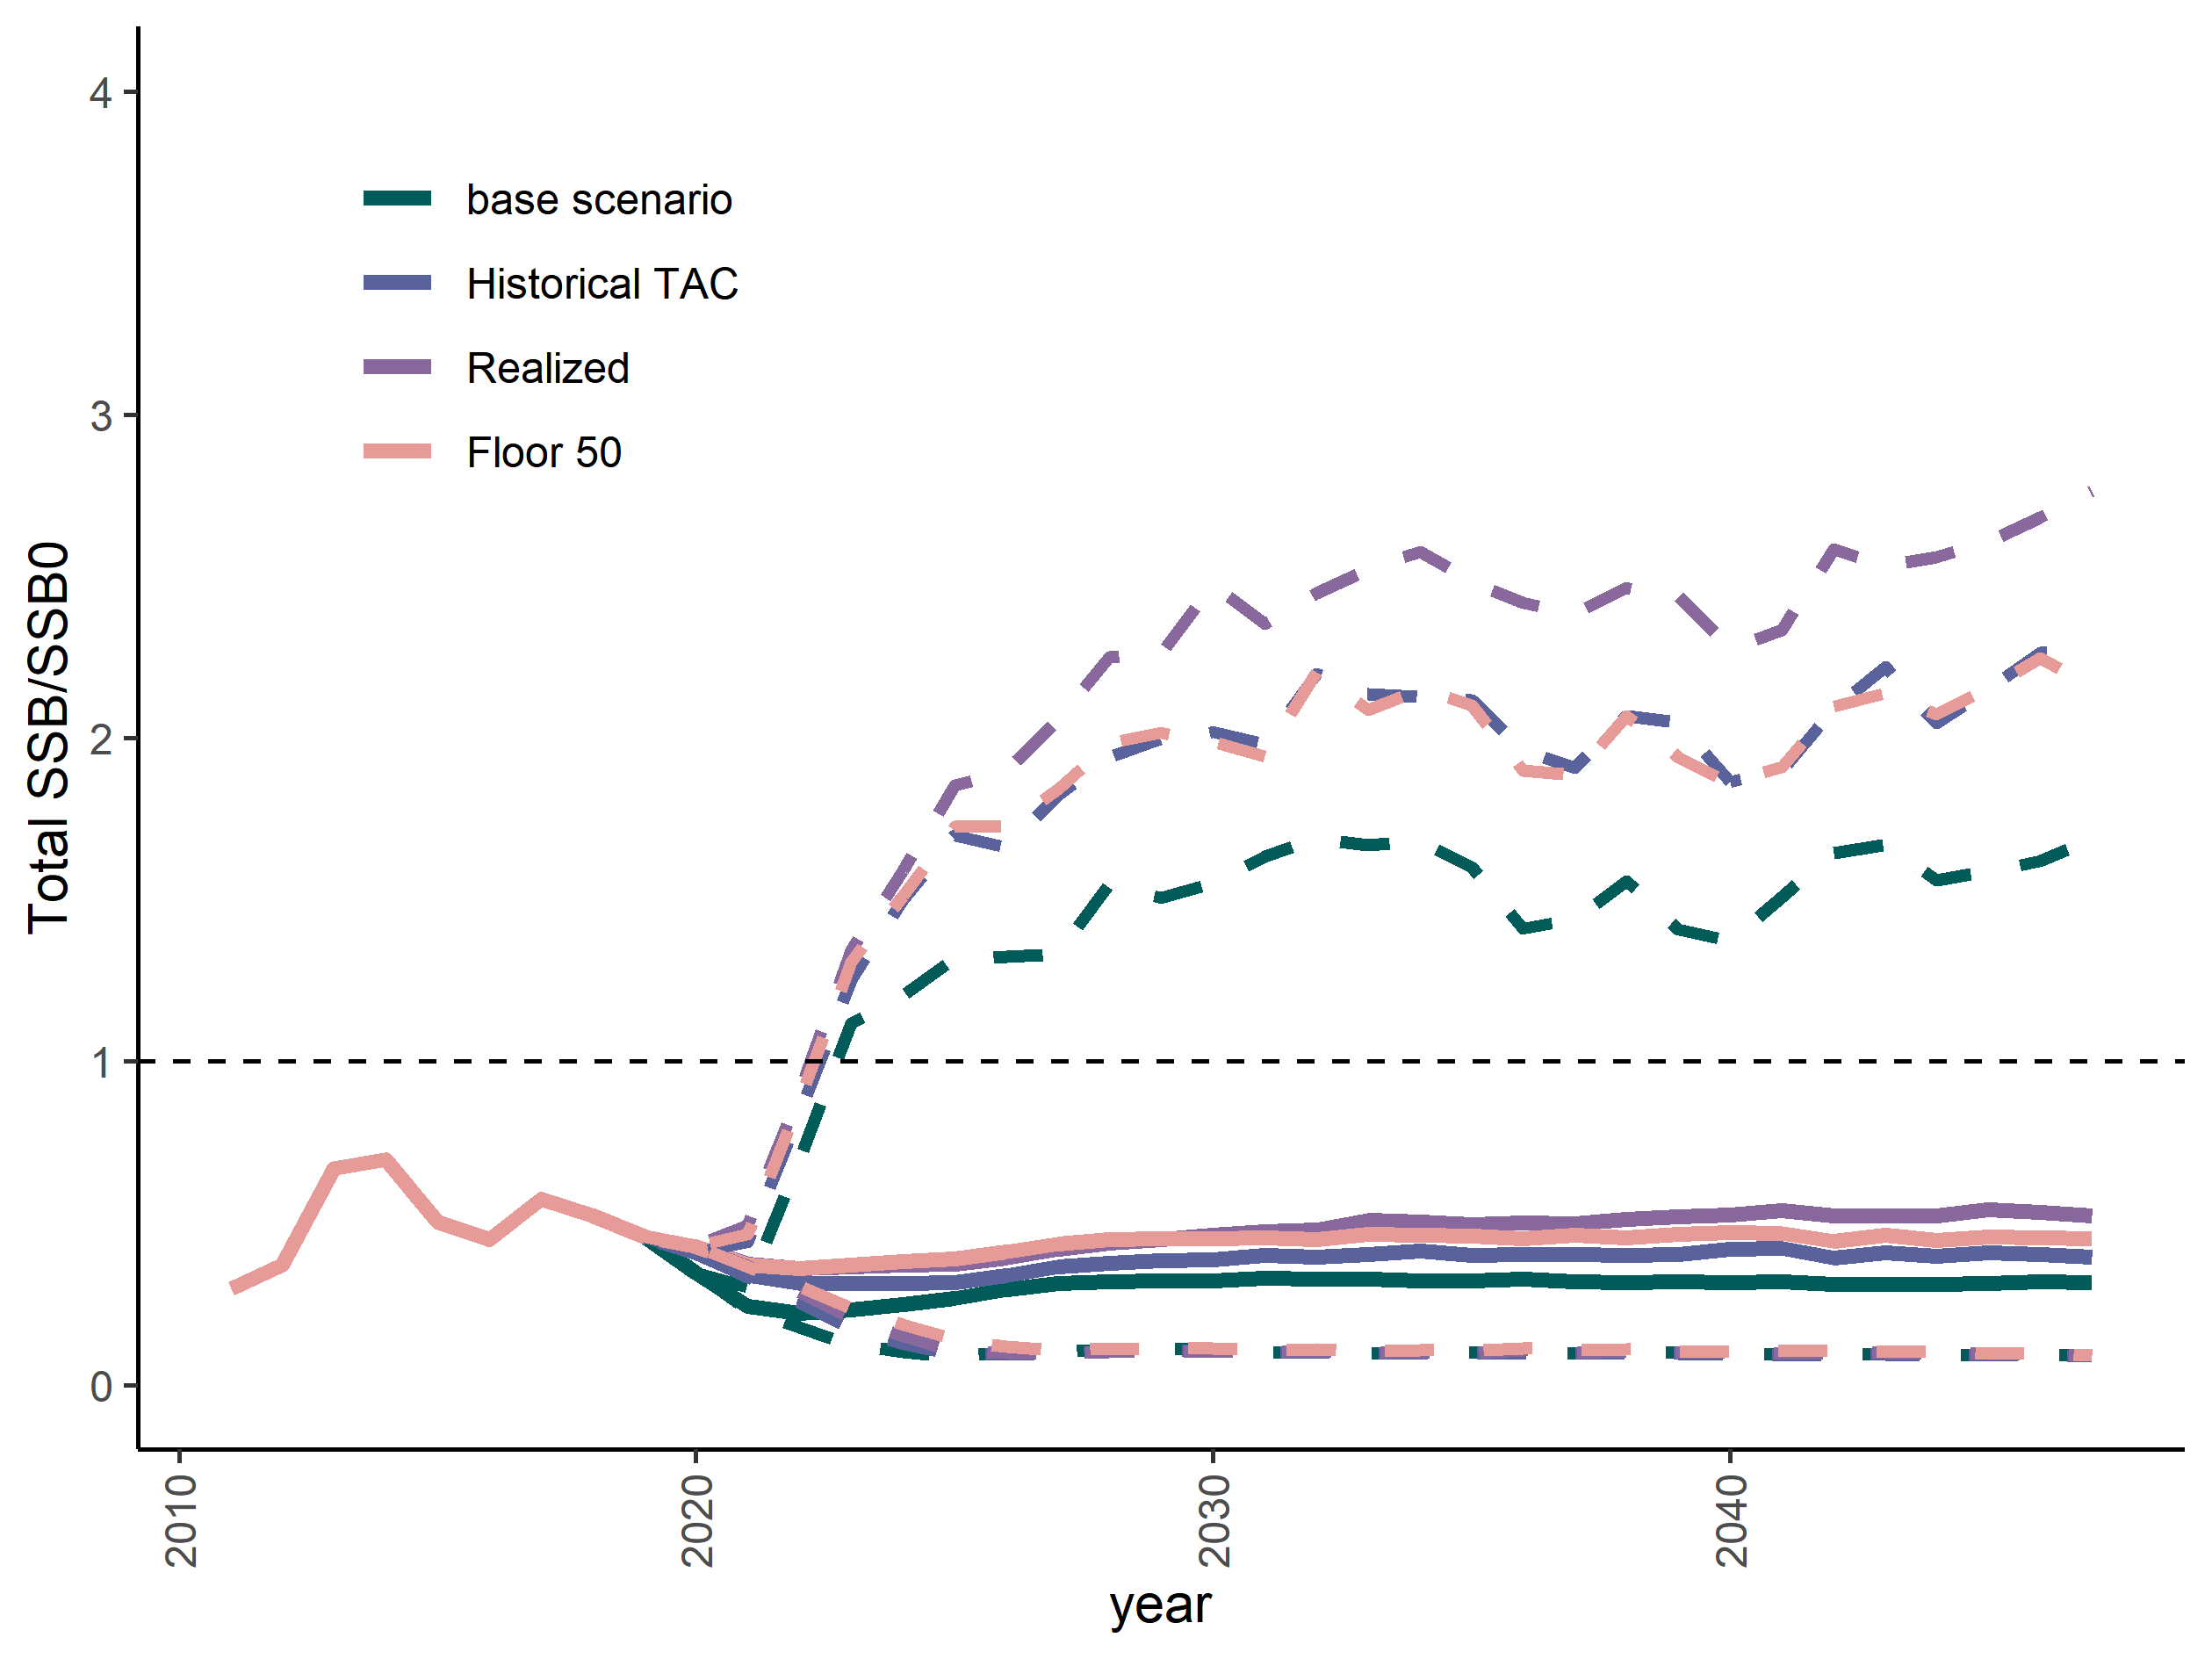 Total SSB/SSB0
4
3
2
1
0
base scenario
Historical TAC
Realized
Floor 50
2010
2020
2030
2040
year